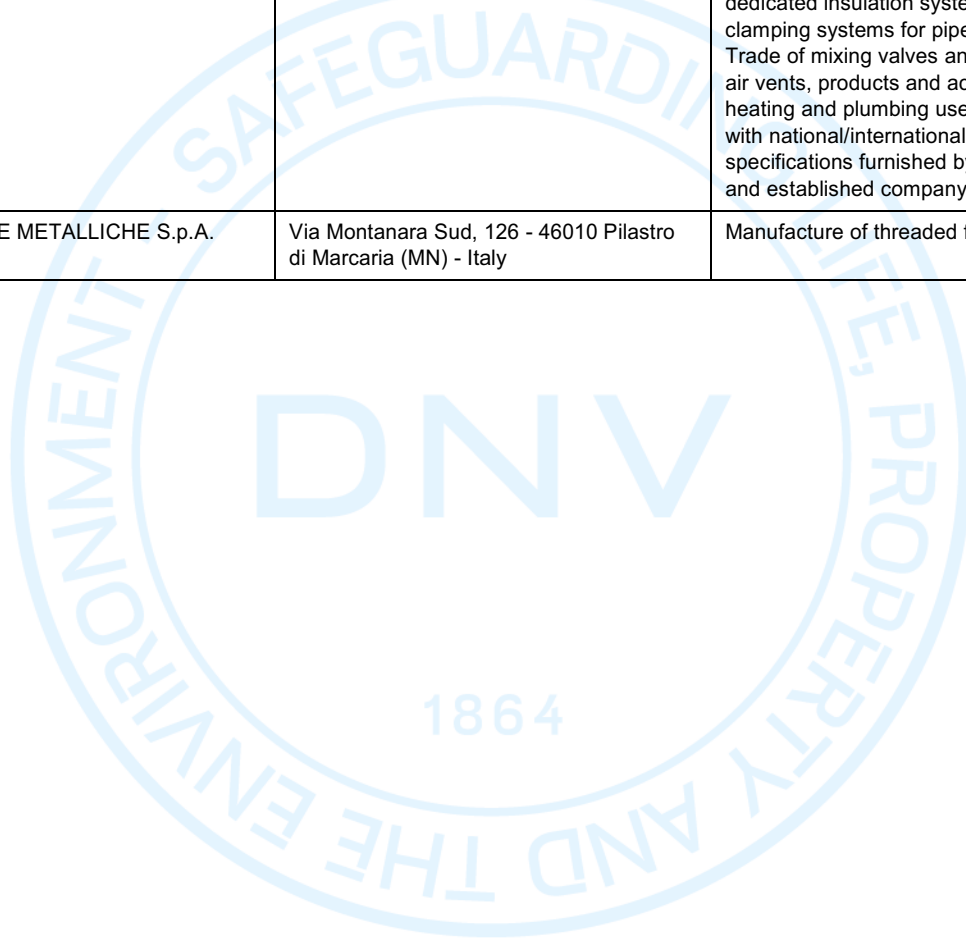 dedicated insulation syste
clamping systems for pipe
Trade of mixing valves an
air vents, products and ac
heating and plumbing use
with national/international
specifications furnished by
and established company
E METALLICHE S.p.A.
Via Montanara Sud, 126 - 46010 Pilastro
di Marcaria (MN) - Italy
Manufacture of threaded f
SAFEGUARDING LIFE, PROPERTY AND THE ENVIRONMENT -
DNV
1864